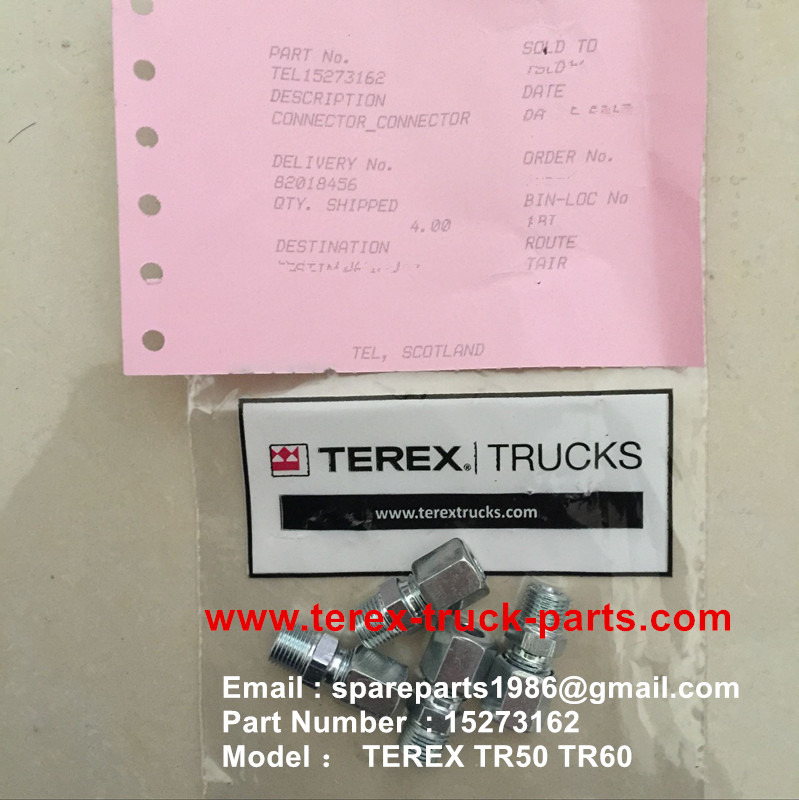 PART No.
TEL15273162
DESCRIPTION
CONNECTOR_CONNECTOR
DELIVERY No.
82018456
QTY. SHIPPED
4.00
DESTINATION
SOLD TO
DATE
ORDER No.
BIN-LOC No
ROUTE
TAIR
TEL, SCOTLAND
TEREX® TRUCKS
www.terextrucks.com
www.terex-truck-parts.com
Email : spareparts1986@gmail.com
Part Number : 15273162
Model : TEREX TR50 TR60